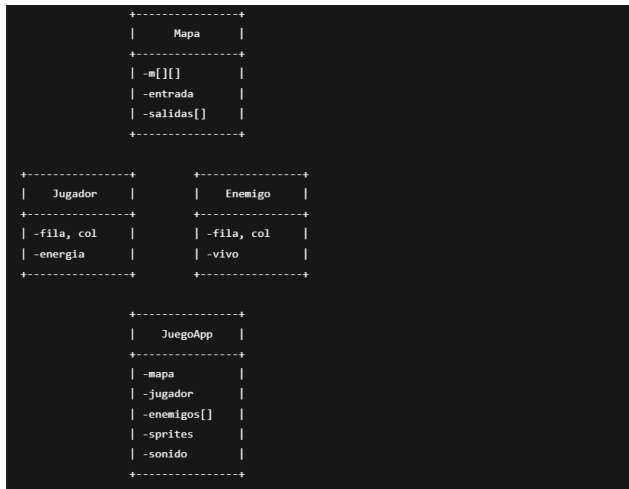 +----------------+
|      Mapa      |
+----------------+
| -m[][]         |
| -entrada       |
| -salidas[]     |
+----------------+
+----------------+         +----------------+
|    Jugador     |         |    Enemigo     |
+----------------+         +----------------+
| -fila, col     |         | -fila, col     |
| -energia       |         | -vivo          |
+----------------+         +----------------+
+----------------+
|    JuegoApp    |
+----------------+
| -mapa          |
| -jugador       |
| -enemigos[]    |
| -sprites       |
| -sonido        |
+----------------+